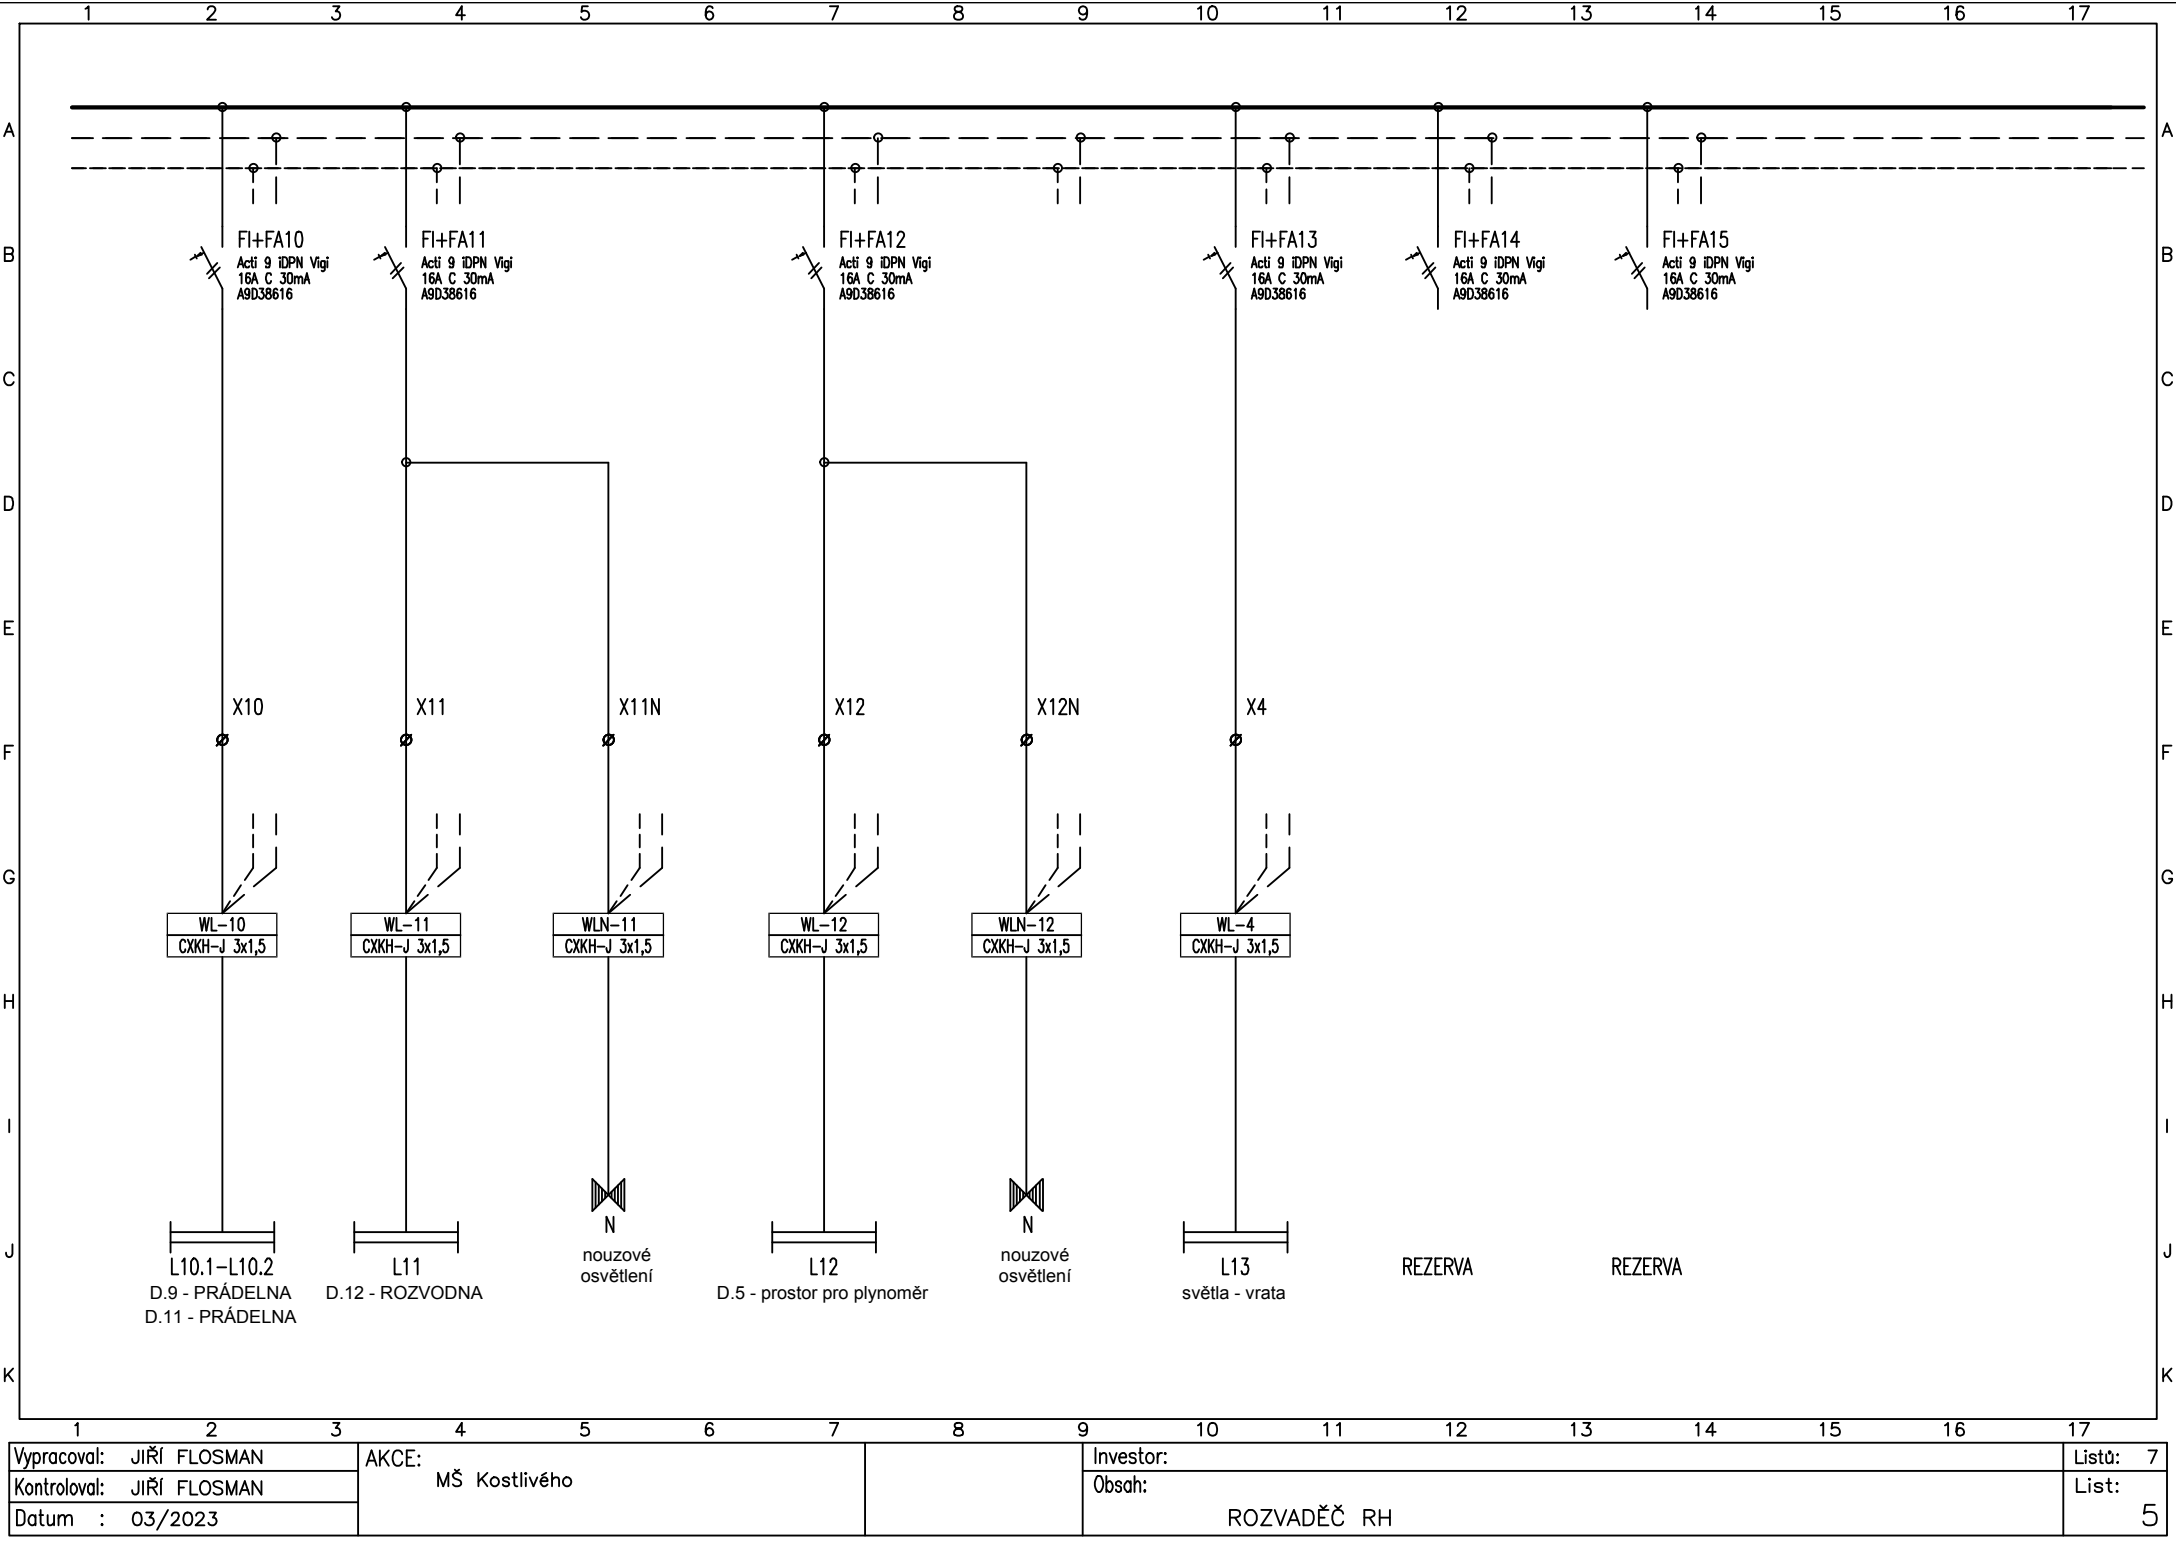 1 2 3 4 5 6 7 8 9 10 11 12 13 14 15 16 17
A A
B B
C C
D D
E E
F F
G G
H H
I I
J J
K K
FI+FA10
Acti 9 iDPN Vigi
16A C 30mA
A9D38616
FI+FA11
Acti 9 iDPN Vigi
16A C 30mA
A9D38616
FI+FA12
Acti 9 iDPN Vigi
16A C 30mA
A9D38616
FI+FA13
Acti 9 iDPN Vigi
16A C 30mA
A9D38616
FI+FA14
Acti 9 iDPN Vigi
16A C 30mA
A9D38616
FI+FA15
Acti 9 iDPN Vigi
16A C 30mA
A9D38616
X10 X11 X11N X12 X12N X4
WL-10
CXKH-J 3x1,5
WL-11
CXKH-J 3x1,5
WLN-11
CXKH-J 3x1,5
WL-12
CXKH-J 3x1,5
WLN-12
CXKH-J 3x1,5
WL-4
CXKH-J 3x1,5
L10.1-L10.2
D.9 - PRÁDELNA
D.11 - PRÁDELNA
L11
D.12 - ROZVODNA
N
nouzové
osvětlení
L12
D.5 - prostor pro plynoměr
N
nouzové
osvětlení
L13
světla - vrata
REZERVA
REZERVA
1 2 3 4 5 6 7 8 9 10 11 12 13 14 15 16 17
Vypracoval: JIŘÍ FLOSMAN
Kontroloval: JIŘÍ FLOSMAN
Datum : 03/2023
AKCE:
MŠ Kostlivého
Investor:
Obsah:
ROZVADĚČ RH
Listů: 7
List:
5